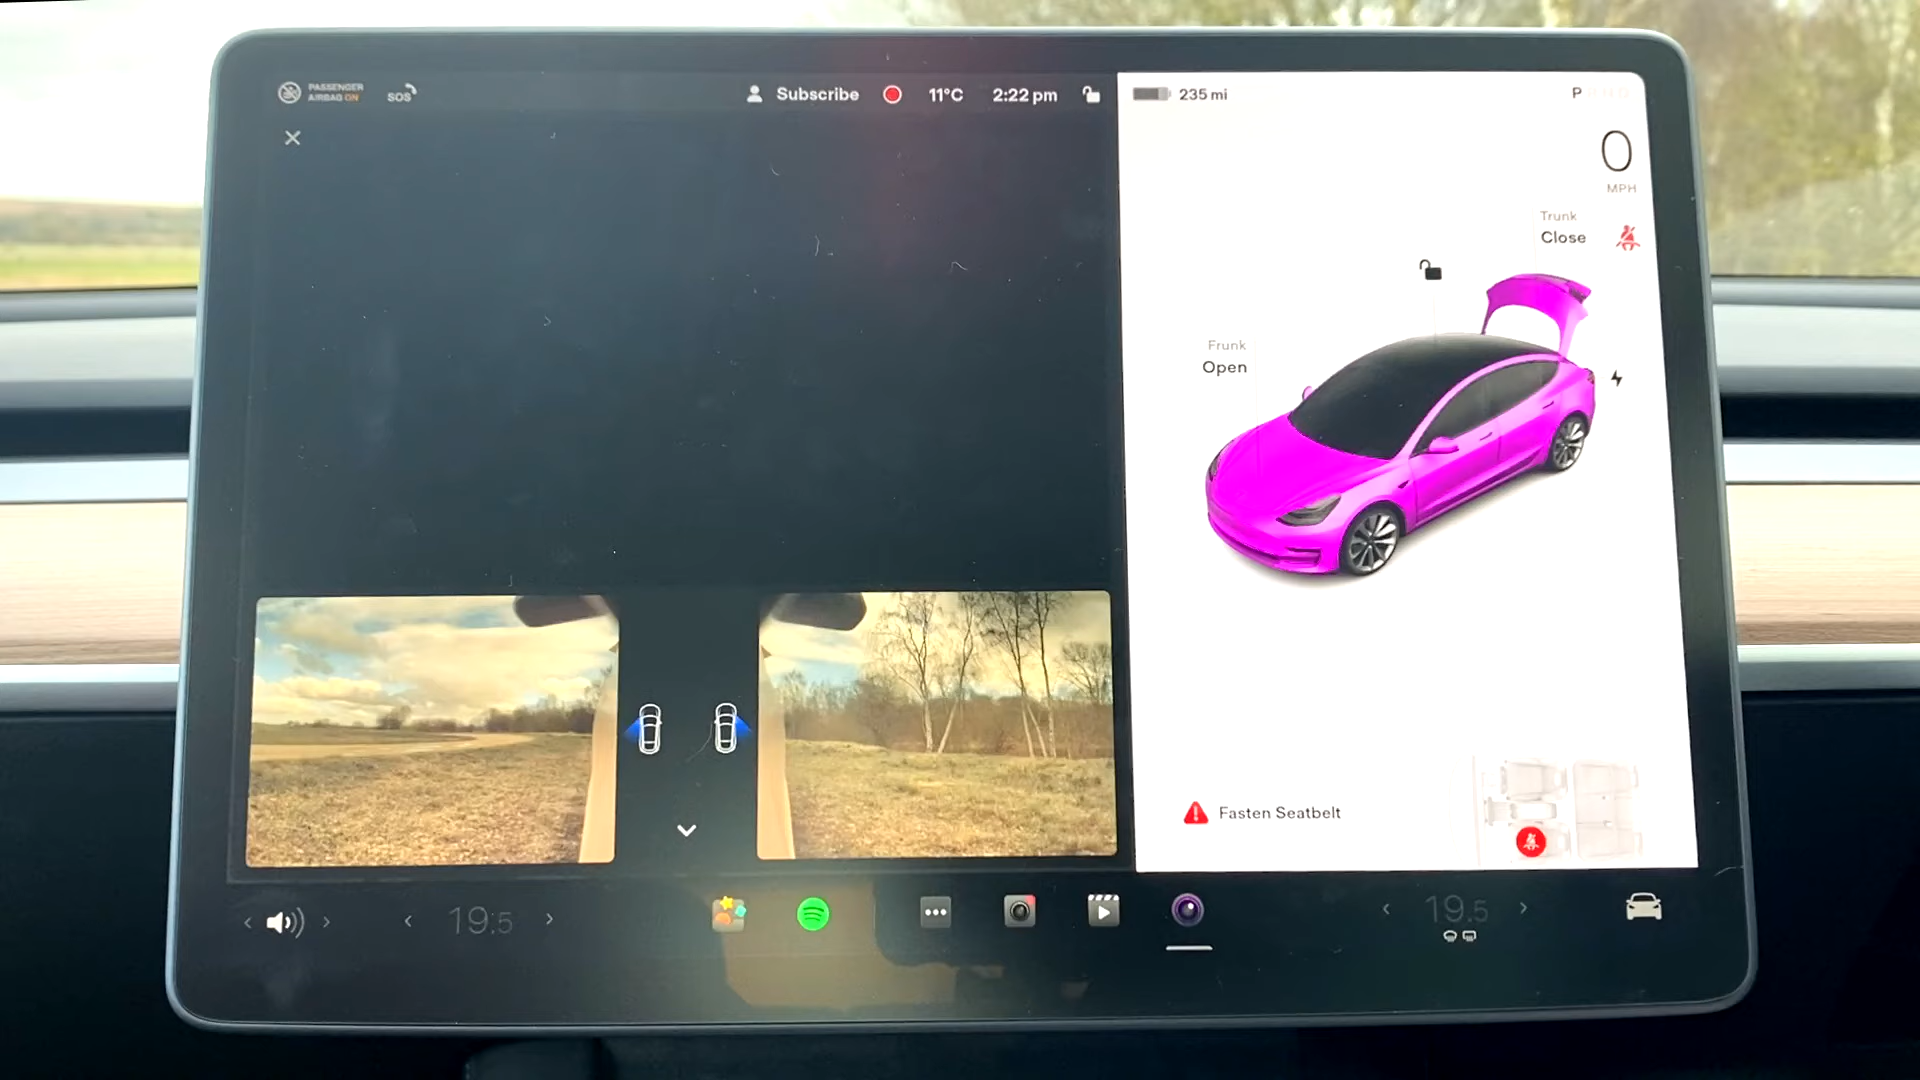 PASSENGER
AIRBAG ON
SOS
Subscribe
11°C
2:22 pm
235 mi
P R N D
0
MPH
Trunk
Close
Frunk
Open
Fasten Seatbelt
19.5
19.5